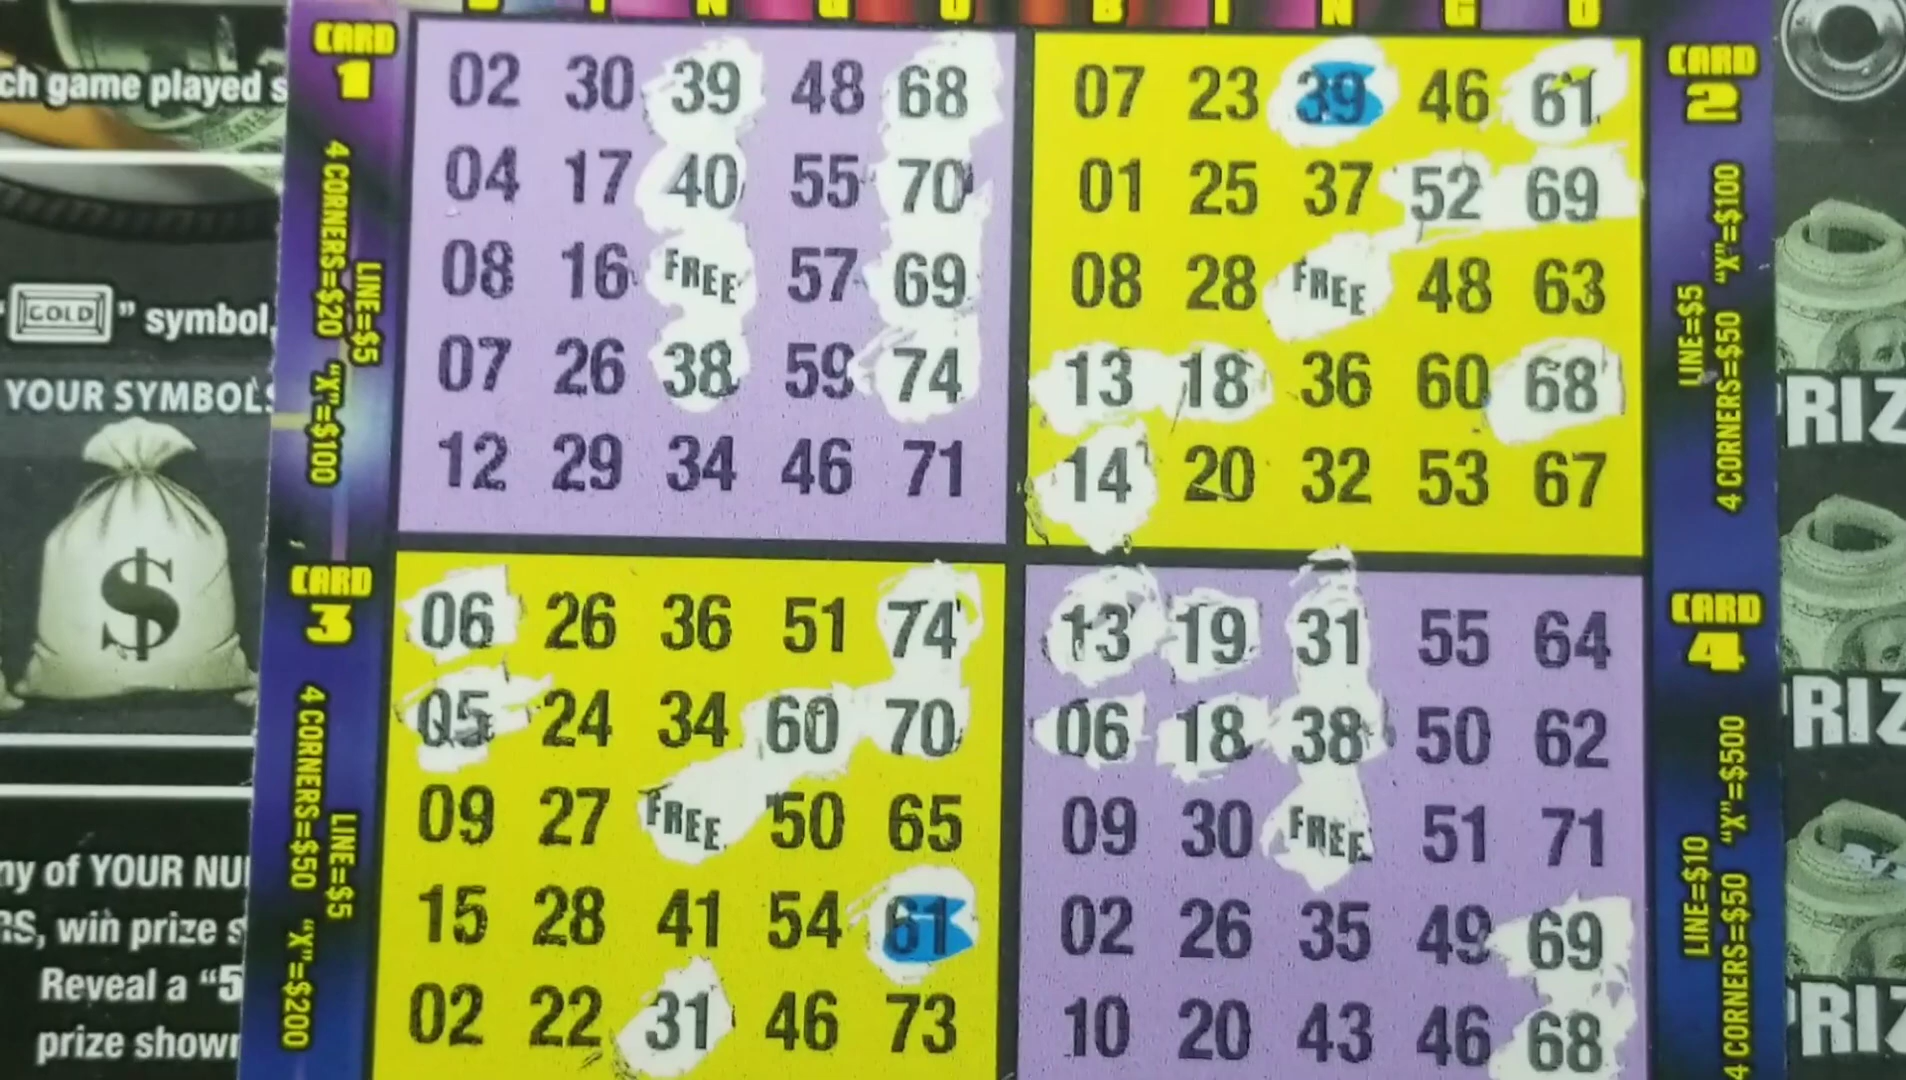 B I N G O B I N G O
CARD 1
4 CORNERS=$20 "X"=$100
LINE=$5
02 30 39 48 68
04 17 40 55 70
08 16 FREE 57 69
07 26 38 59 74
12 29 34 46 71
CARD 2
LINE=$5
4 CORNERS=$50 "X"=$100
07 23 39 46 61
01 25 37 52 69
08 28 FREE 48 63
13 18 36 60 68
14 20 32 53 67
CARD 3
4 CORNERS=$50 "X"=$200
LINE=$5
06 26 36 51 74
05 24 34 60 70
09 27 FREE 50 65
15 28 41 54 61
02 22 31 46 73
CARD 4
LINE=$10
4 CORNERS=$50 "X"=$500
13 19 31 55 64
06 18 38 50 62
09 30 FREE 51 71
02 26 35 49 69
10 20 43 46 68
ch game played s
"GOLD" symbol,
YOUR SYMBOLS
$
ny of YOUR NU
RS, win prize s
Reveal a "5
prize show
RIZ
RIZ
RIZ